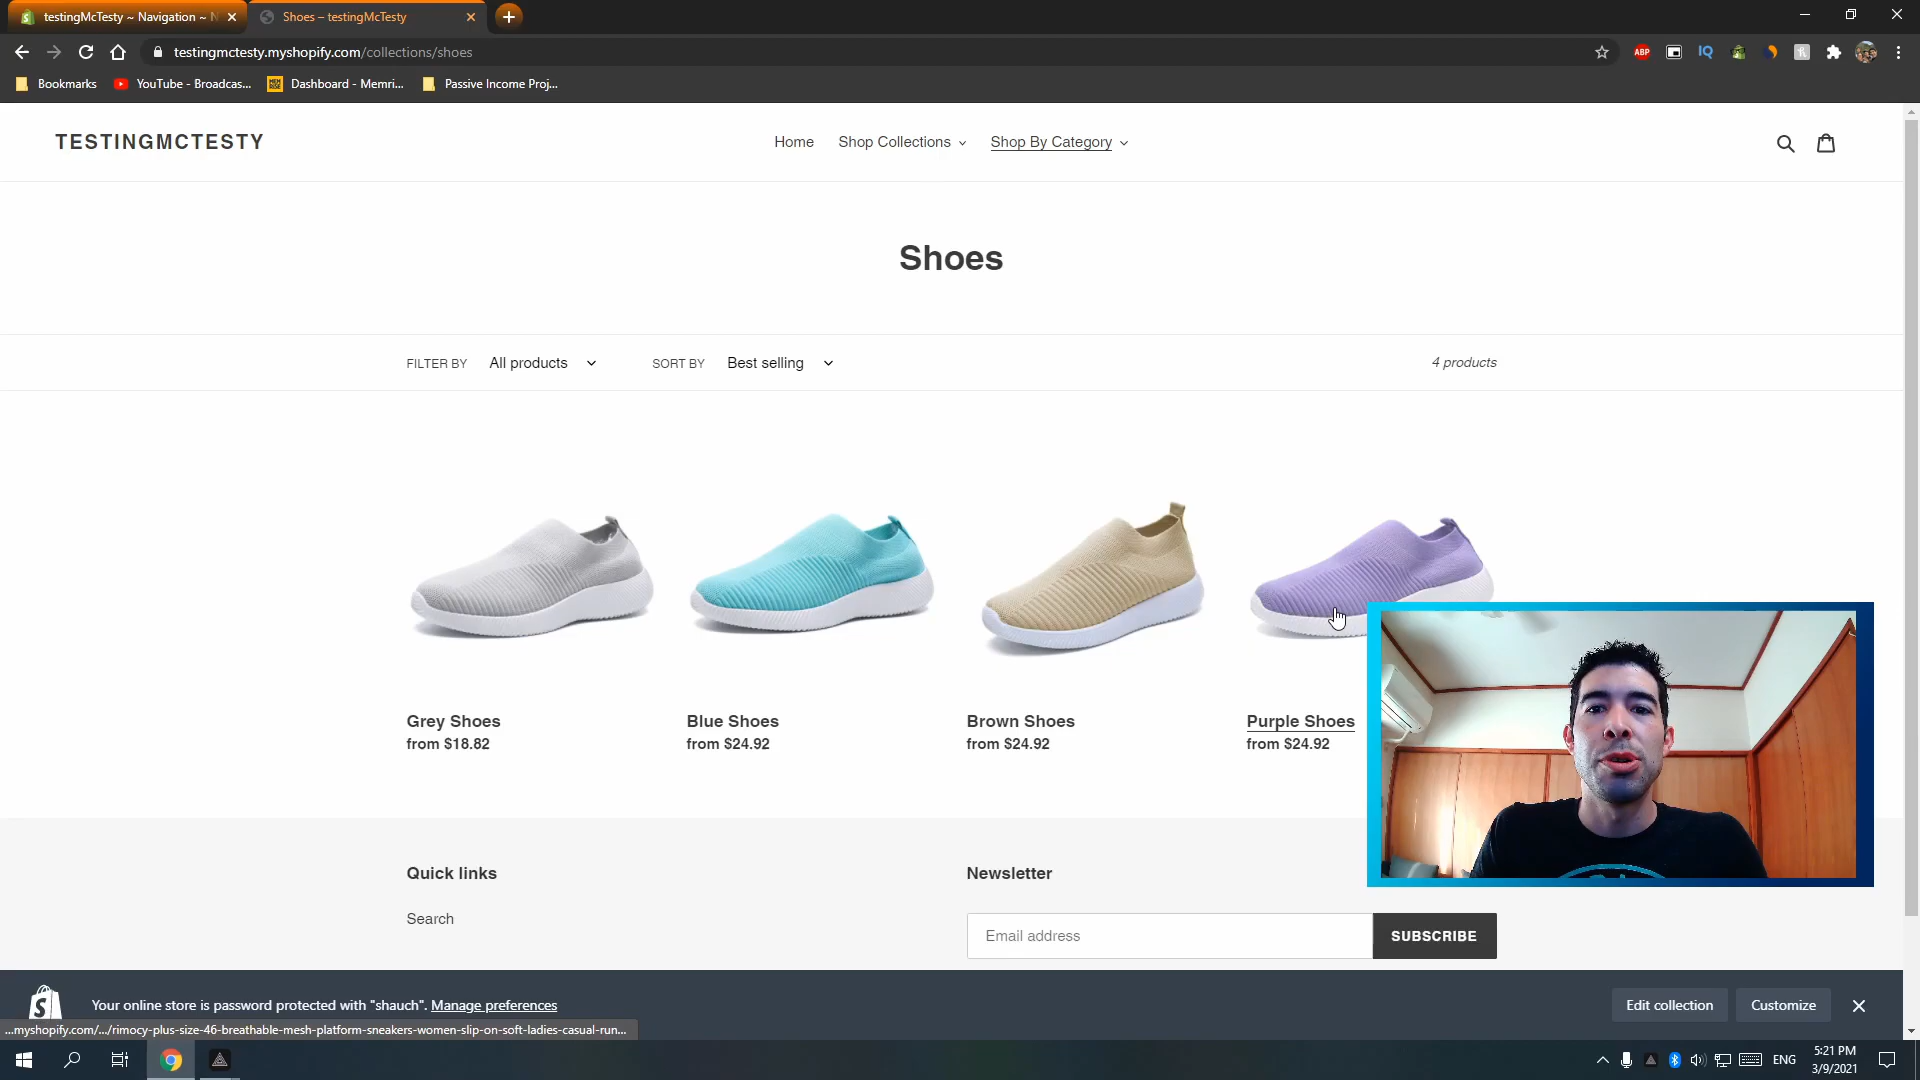 testingMcTesty ~ Navigation ~
Shoes – testingMcTesty
testingmctesty.myshopify.com/collections/shoes
ABP
IQ
Bookmarks
YouTube - Broadcas...
Dashboard - Memri...
Passive Income Proj...
TESTINGMCTESTY
Home
Shop Collections
Shop By Category
Shoes
FILTER BY
All products
SORT BY
Best selling
4 products
Grey Shoes
from $18.82
Blue Shoes
from $24.92
Brown Shoes
from $24.92
Purple Shoes
from $24.92
Quick links
Search
Newsletter
Email address
SUBSCRIBE
Your online store is password protected with "shauch". Manage preferences
Edit collection
Customize
...myshopify.com/.../rimocy-plus-size-46-breathable-mesh-platform-sneakers-women-slip-on-soft-ladies-casual-run...
ENG
5:21 PM
3/9/2021